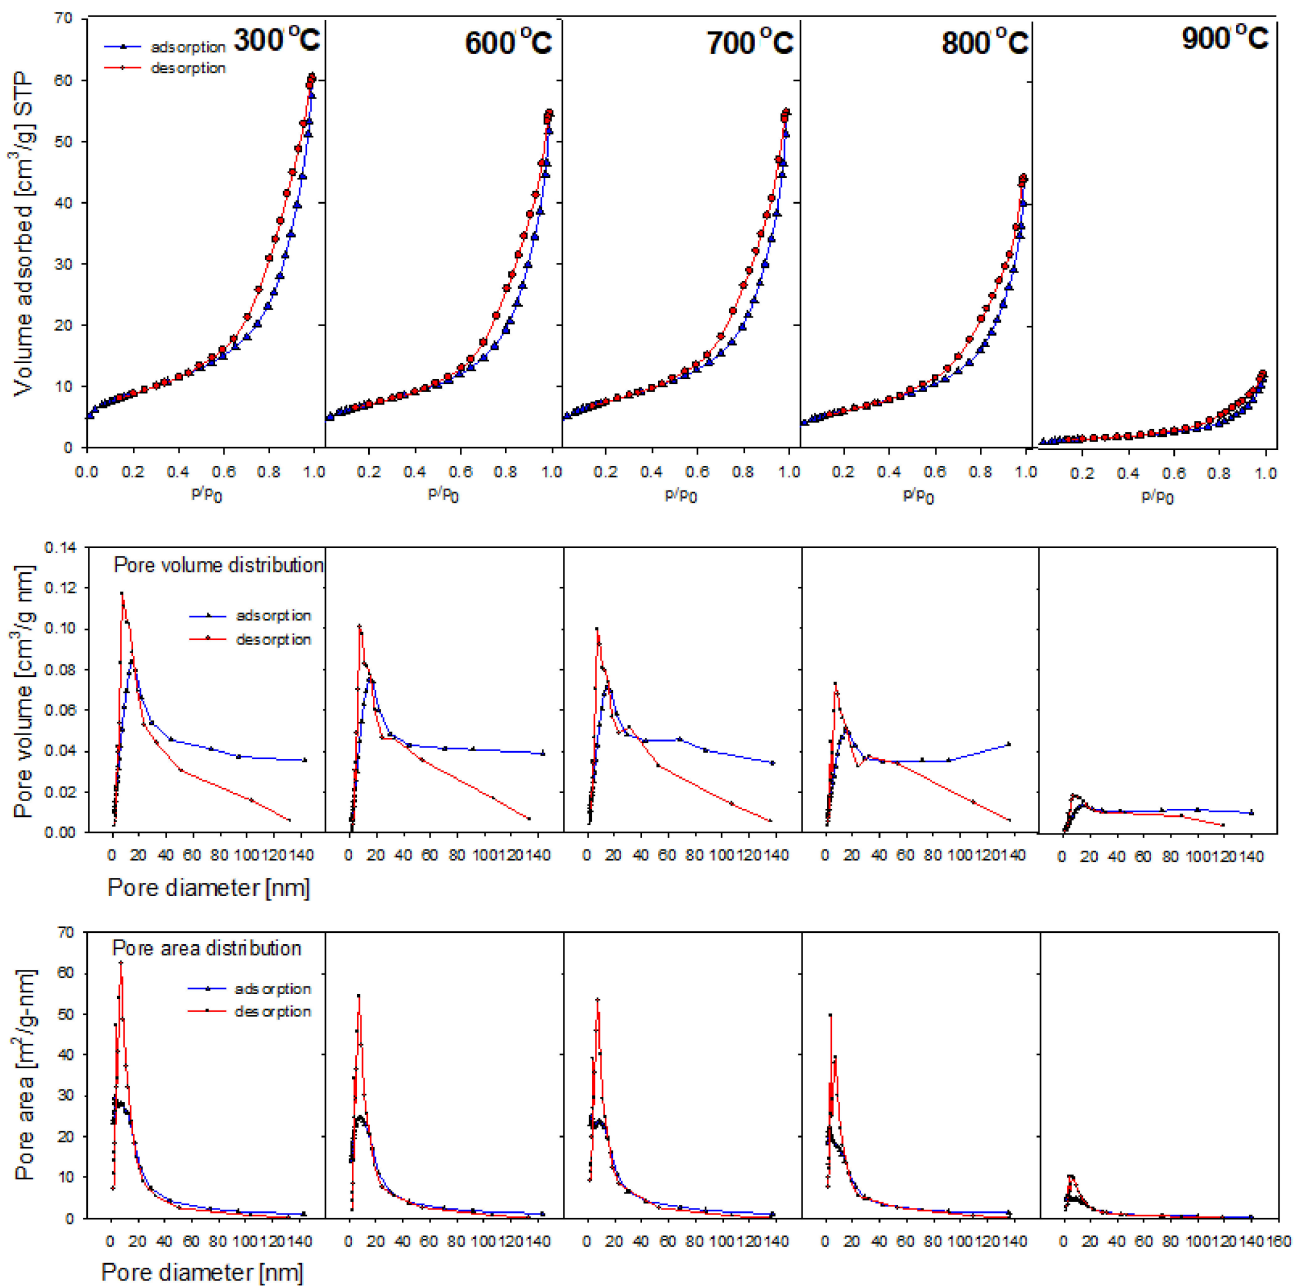 300 °C
600 °C
700 °C
800 °C
900 °C
adsorption
desorption
Volume adsorbed [cm³/g] STP
70
60
50
40
30
20
10
0
0.0 0.2 0.4 0.6 0.8 1.0
0.2 0.4 0.6 0.8 1.0
0.2 0.4 0.6 0.8 1.0
0.2 0.4 0.6 0.8 1.0
0.2 0.4 0.6 0.8 1.0
p/p₀
p/p₀
p/p₀
p/p₀
p/p₀
Pore volume distribution
adsorption
desorption
Pore volume [cm³/g nm]
0.14
0.12
0.10
0.08
0.06
0.04
0.02
0.00
0 20 40 60 80 100 120 140
0 20 40 60 80 100 120 140
0 20 40 60 80 100 120 140
0 20 40 60 80 100 120 140
0 20 40 60 80 100 120 140
Pore diameter [nm]
Pore area distribution
adsorption
desorption
Pore area [m²/g-nm]
70
60
50
40
30
20
10
0
0 20 40 60 80 100 120 140
0 20 40 60 80 100 120 140
0 20 40 60 80 100 120 140
0 20 40 60 80 100 120 140
0 20 40 60 80 100 120 140 160
Pore diameter [nm]